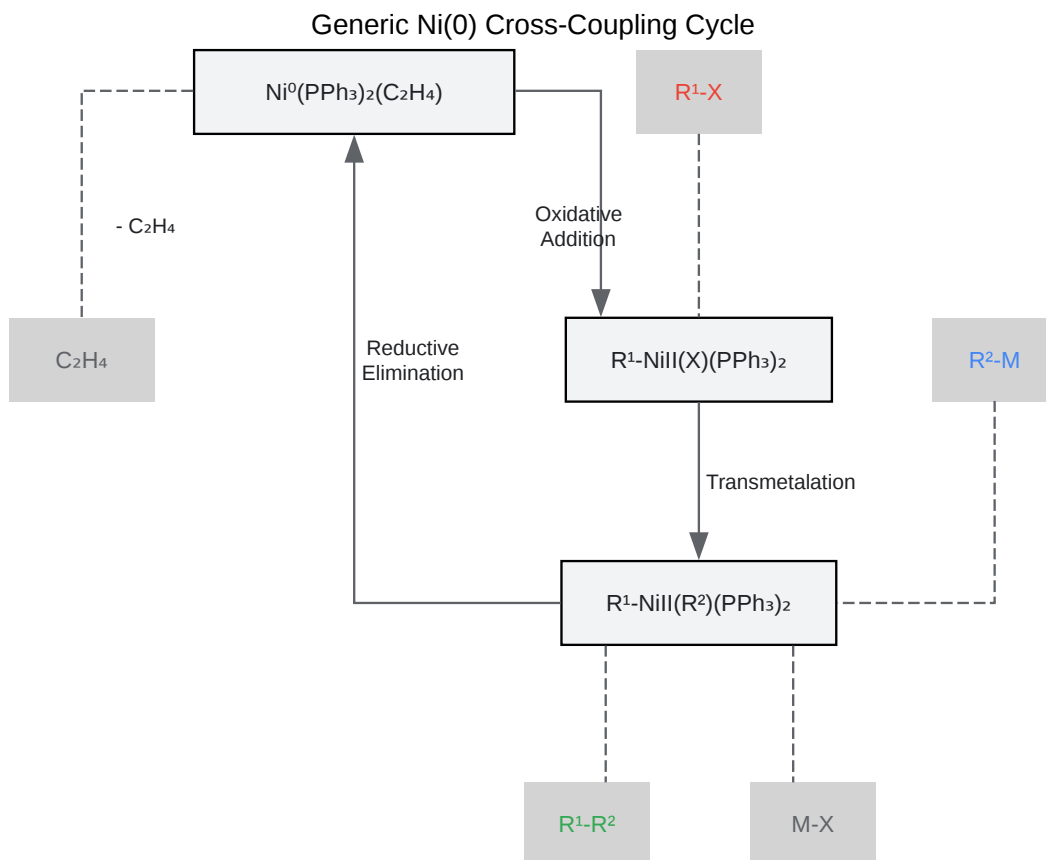 Generic Ni(0) Cross-Coupling Cycle
Ni⁰(PPh₃)₂(C₂H₄)
R¹-X
- C₂H₄
Oxidative
Addition
C₂H₄
Reductive
Elimination
R¹-NiII(X)(PPh₃)₂
R²-M
Transmetalation
R¹-NiII(R²)(PPh₃)₂
R¹-R²
M-X